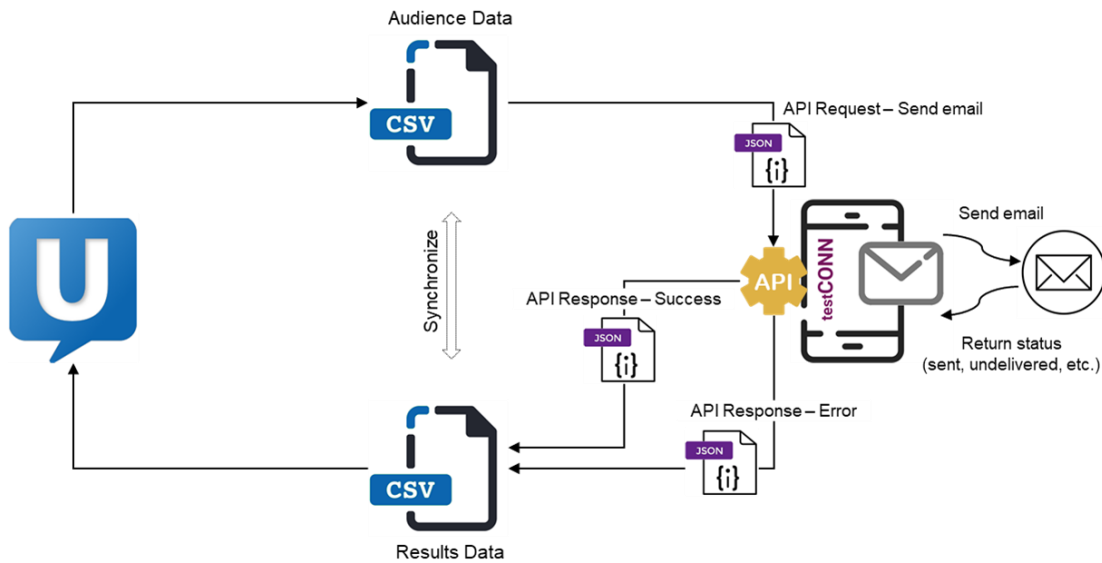 Audience Data
CSV
API Request – Send email
JSON
{i}
U
Synchronize
Send email
API
testCONN
API Response – Success
JSON
{i}
Return status
(sent, undelivered, etc.)
API Response – Error
JSON
{i}
CSV
Results Data